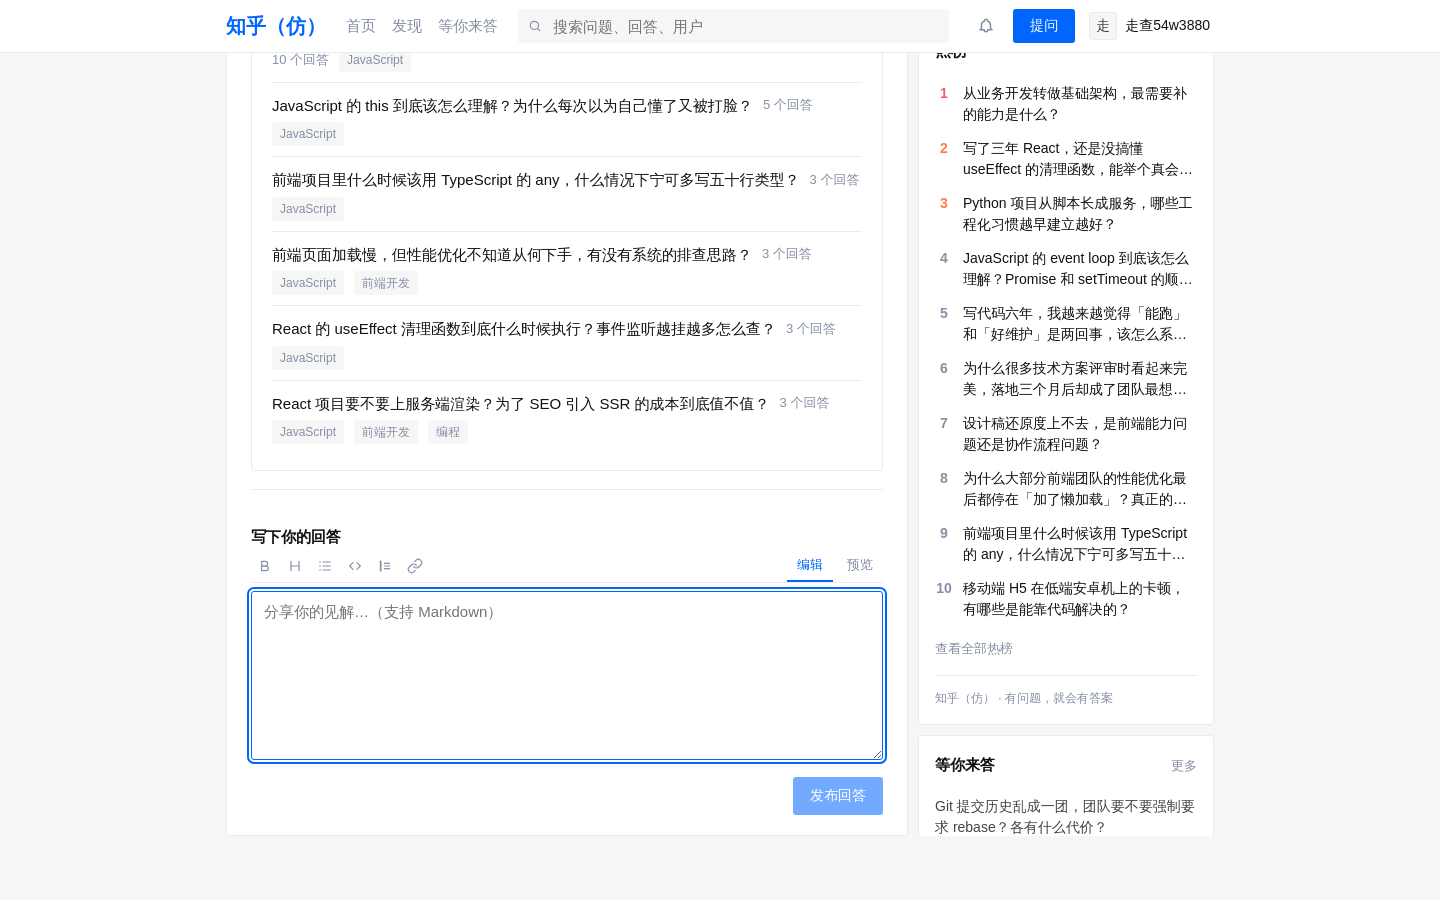 知乎（仿） 首页 发现 等你来答 搜索问题、回答、用户 提问 走 走查54w3880
10 个回答 JavaScript
JavaScript 的 this 到底该怎么理解？为什么每次以为自己懂了又被打脸？ 5 个回答
JavaScript
前端项目里什么时候该用 TypeScript 的 any，什么情况下宁可多写五十行类型？ 3 个回答
JavaScript
前端页面加载慢，但性能优化不知道从何下手，有没有系统的排查思路？ 3 个回答
JavaScript 前端开发
React 的 useEffect 清理函数到底什么时候执行？事件监听越挂越多怎么查？ 3 个回答
JavaScript
React 项目要不要上服务端渲染？为了 SEO 引入 SSR 的成本到底值不值？ 3 个回答
JavaScript 前端开发 编程
写下你的回答
编辑 预览
分享你的见解…（支持 Markdown）
发布回答
热榜
1 从业务开发转做基础架构，最需要补
的能力是什么？
2 写了三年 React，还是没搞懂
useEffect 的清理函数，能举个真会…
3 Python 项目从脚本长成服务，哪些工
程化习惯越早建立越好？
4 JavaScript 的 event loop 到底该怎么
理解？Promise 和 setTimeout 的顺…
5 写代码六年，我越来越觉得「能跑」
和「好维护」是两回事，该怎么系…
6 为什么很多技术方案评审时看起来完
美，落地三个月后却成了团队最想…
7 设计稿还原度上不去，是前端能力问
题还是协作流程问题？
8 为什么大部分前端团队的性能优化最
后都停在「加了懒加载」？真正的…
9 前端项目里什么时候该用 TypeScript
的 any，什么情况下宁可多写五十…
10 移动端 H5 在低端安卓机上的卡顿，
有哪些是能靠代码解决的？
查看全部热榜
知乎（仿） · 有问题，就会有答案
等你来答 更多
Git 提交历史乱成一团，团队要不要强制要
求 rebase？各有什么代价？